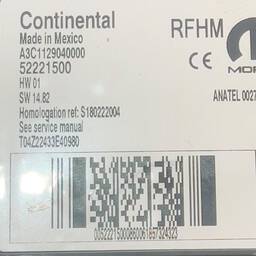 Continental
Made in Mexico
A3C1129040000
52221500
HW 01
SW 14.82
Homologation ref: S180222004
See service manual
T04Z22433E40980
RFHM
CE
ANATEL 0027